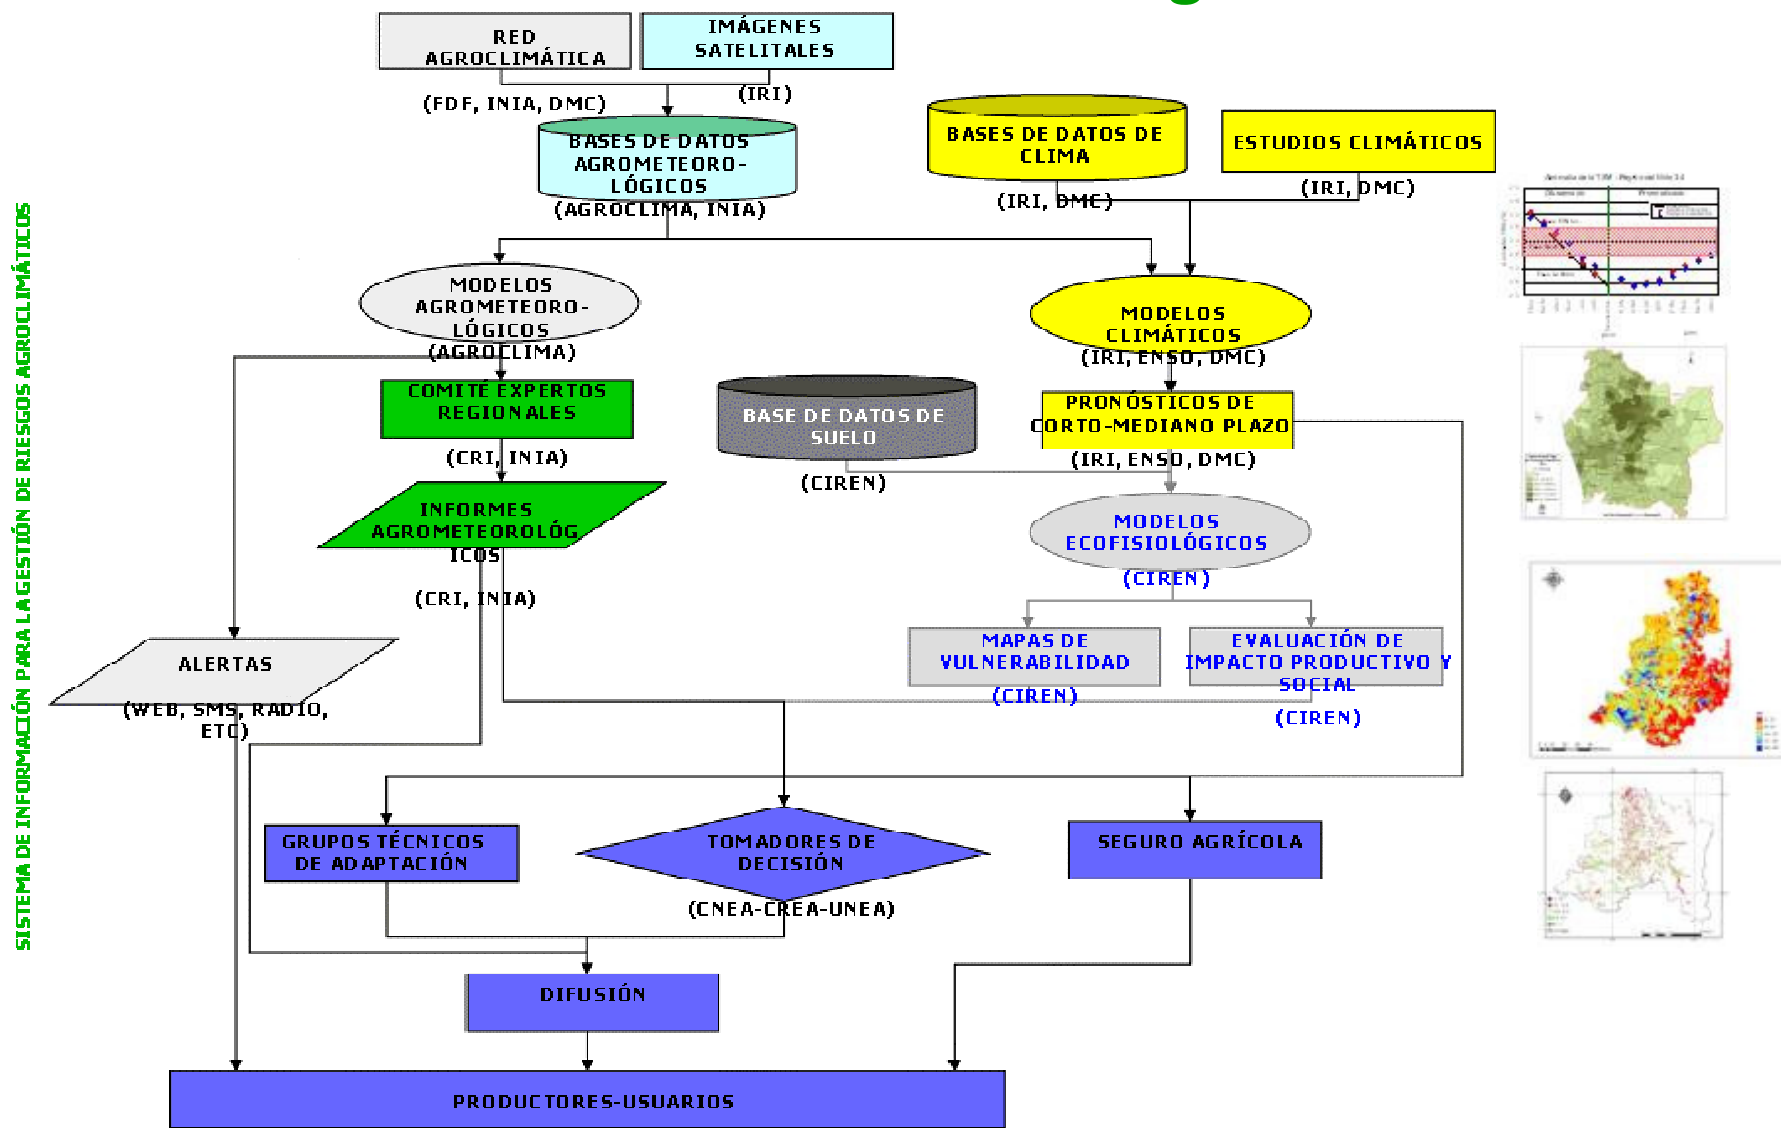 RED
AGROCLIMÁTICA
IMÁGENES
SATELITALES
(FDF, INIA, DMC)
(IRI)
BASES DE DATOS
AGROMETEORO-
LÓGICOS
(AGROCLIMA, INIA)
BASES DE DATOS DE
CLIMA
(IRI, DMC)
ESTUDIOS CLIMÁTICOS
(IRI, DMC)
MODELOS
AGROMETEORO-
LÓGICOS
(AGROCLIMA)
MODELOS
CLIMÁTICOS
(IRI, ENSO, DMC)
COMITÉ EXPERTOS
REGIONALES
(CRI, INIA)
BASE DE DATOS DE
SUELO
(CIREN)
PRONÓSTICOS DE
CORTO-MEDIANO PLAZO
(IRI, ENSO, DMC)
INFORMES
AGROMETEOROLÓG
ICOS
(CRI, INIA)
MODELOS
ECOFISIOLÓGICOS
(CIREN)
MAPAS DE
VULNERABILIDAD
(CIREN)
EVALUACIÓN DE
IMPACTO PRODUCTIVO Y
SOCIAL
(CIREN)
ALERTAS
(WEB, SMS, RADIO,
ETC)
GRUPOS TÉCNICOS
DE ADAPTACIÓN
TOMADORES DE
DECISIÓN
(CNEA-CREA-UNEA)
SEGURO AGRÍCOLA
DIFUSIÓN
PRODUCTORES-USUARIOS
SISTEMA DE INFORMACIÓN PARA LA GESTIÓN DE RIESGOS AGROCLIMÁTICOS